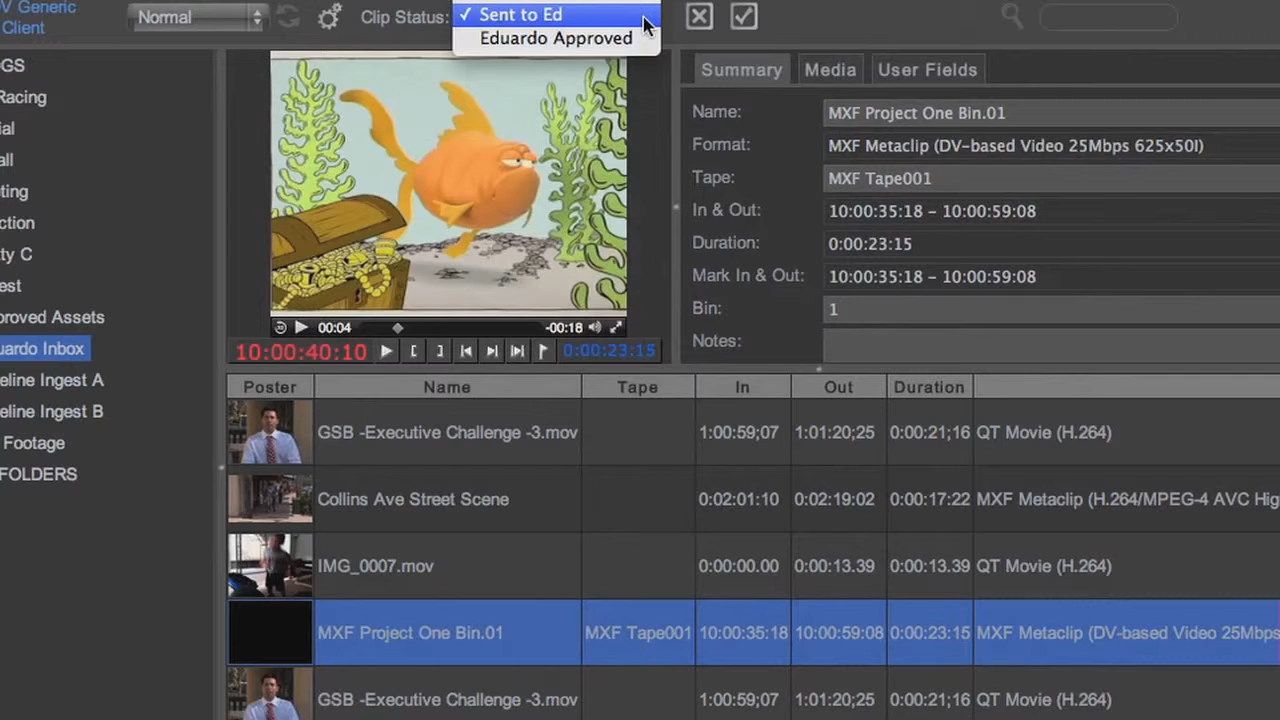 V Generic
Client
Normal
Clip Status:
✓ Sent to Ed
Eduardo Approved
GS
Racing
ial
all
ting
ction
ty C
est
proved Assets
uardo Inbox
eline Ingest A
eline Ingest B
Footage
FOLDERS
00:04
-00:18
10:00:40:10
0:00:23:15
Summary Media User Fields
Name: MXF Project One Bin.01
Format: MXF Metaclip (DV-based Video 25Mbps 625x50I)
Tape: MXF Tape001
In & Out: 10:00:35:18 – 10:00:59:08
Duration: 0:00:23:15
Mark In & Out: 10:00:35:18 – 10:00:59:08
Bin: 1
Notes:
Poster Name Tape In Out Duration
GSB -Executive Challenge -3.mov 1:00:59;07 1:01:20;25 0:00:21;16 QT Movie (H.264)
Collins Ave Street Scene 0:02:01:10 0:02:19:02 0:00:17:22 MXF Metaclip (H.264/MPEG-4 AVC Hig
IMG_0007.mov 0:00:00.00 0:00:13.39 0:00:13.39 QT Movie (H.264)
MXF Project One Bin.01 MXF Tape001 10:00:35:18 10:00:59:08 0:00:23:15 MXF Metaclip (DV-based Video 25Mbps
GSB -Executive Challenge -3.mov 1:00:59;07 1:01:20;25 0:00:21;16 QT Movie (H.264)